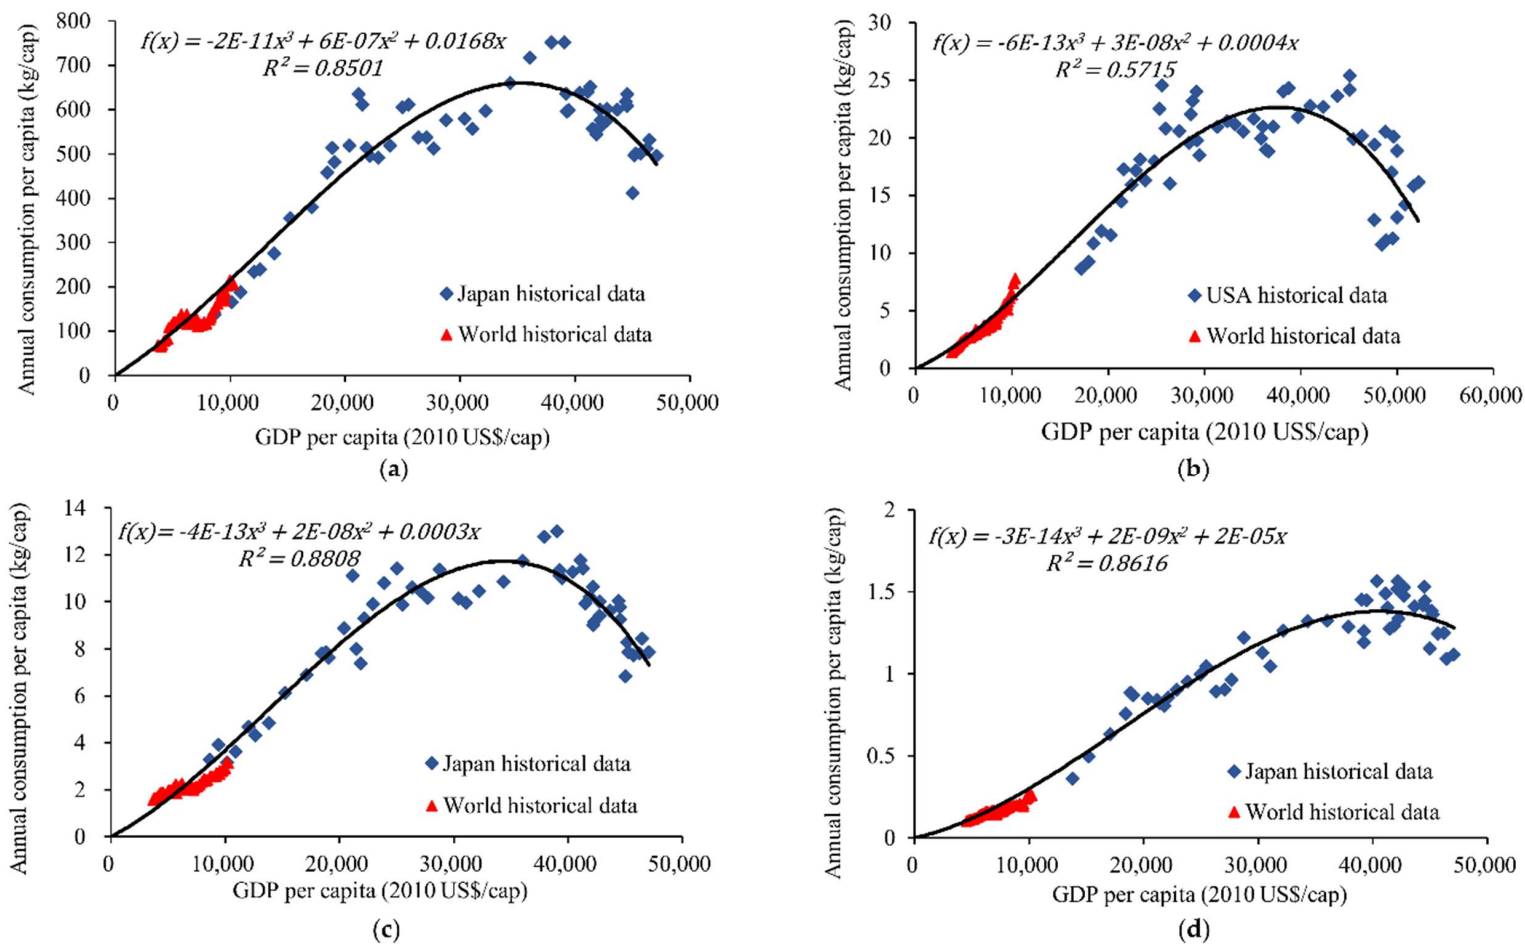 Annual consumption per capita (kg/cap)
800
700
600
500
400
300
200
100
0
f(x) = -2E-11x³ + 6E-07x² + 0.0168x
R² = 0.8501
Japan historical data
World historical data
0 10,000 20,000 30,000 40,000 50,000
GDP per capita (2010 US$/cap)
(a)
Annual consumption per capita (kg/cap)
30
25
20
15
10
5
0
f(x) = -6E-13x³ + 3E-08x² + 0.0004x
R² = 0.5715
USA historical data
World historical data
0 10,000 20,000 30,000 40,000 50,000 60,000
GDP per capita (2010 US$/cap)
(b)
Annual consumption per capita (kg/cap)
14
12
10
8
6
4
2
0
f(x)= -4E-13x³ + 2E-08x² + 0.0003x
R² = 0.8808
Japan historical data
World historical data
0 10,000 20,000 30,000 40,000 50,000
GDP per capita (2010 US$/cap)
(c)
Annual consumption per capita (kg/cap)
2
1.5
1
0.5
0
f(x) = -3E-14x³ + 2E-09x² + 2E-05x
R² = 0.8616
Japan historical data
World historical data
0 10,000 20,000 30,000 40,000 50,000
GDP per capita (2010 US$/cap)
(d)